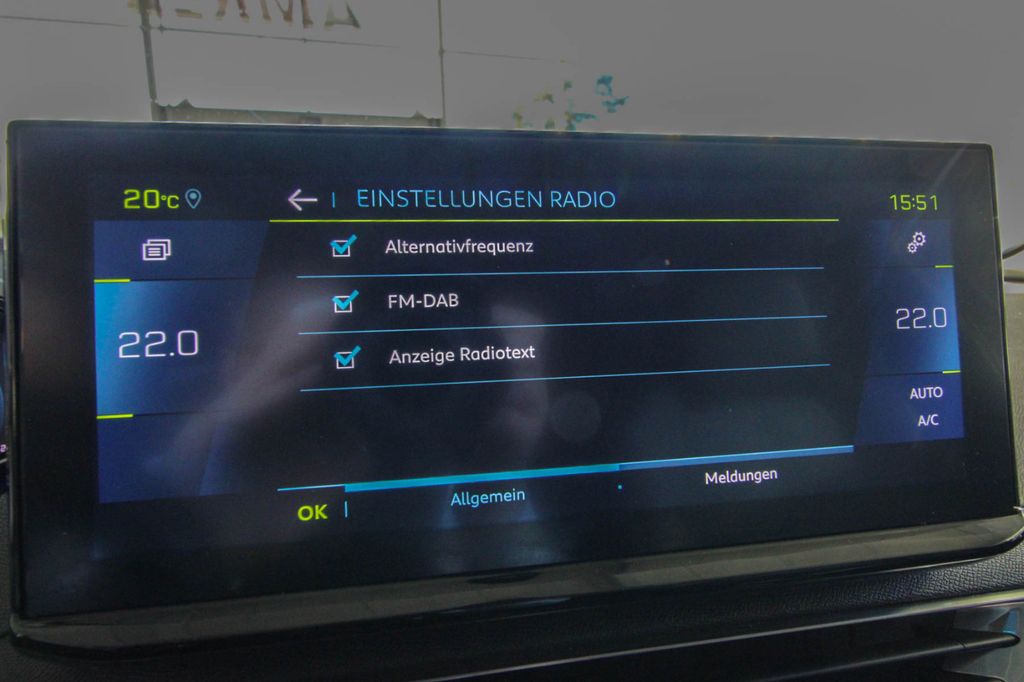 20°C
EINSTELLUNGEN RADIO
15:51
Alternativfrequenz
FM-DAB
Anzeige Radiotext
22.0
22.0
AUTO
A/C
OK
Allgemein
Meldungen